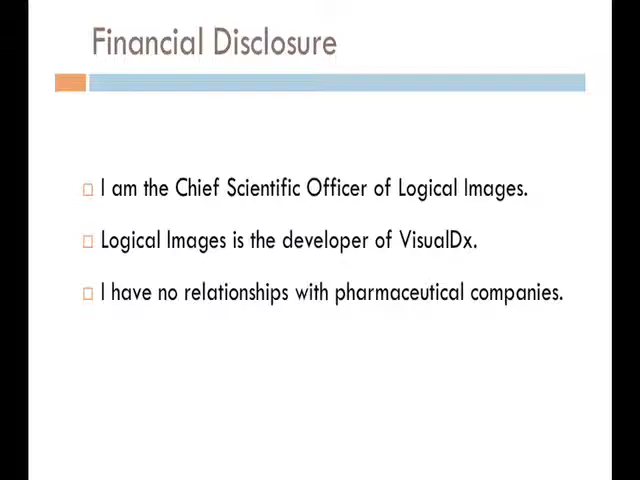 Financial Disclosure
I am the Chief Scientific Officer of Logical Images.
Logical Images is the developer of VisualDx.
I have no relationships with pharmaceutical companies.